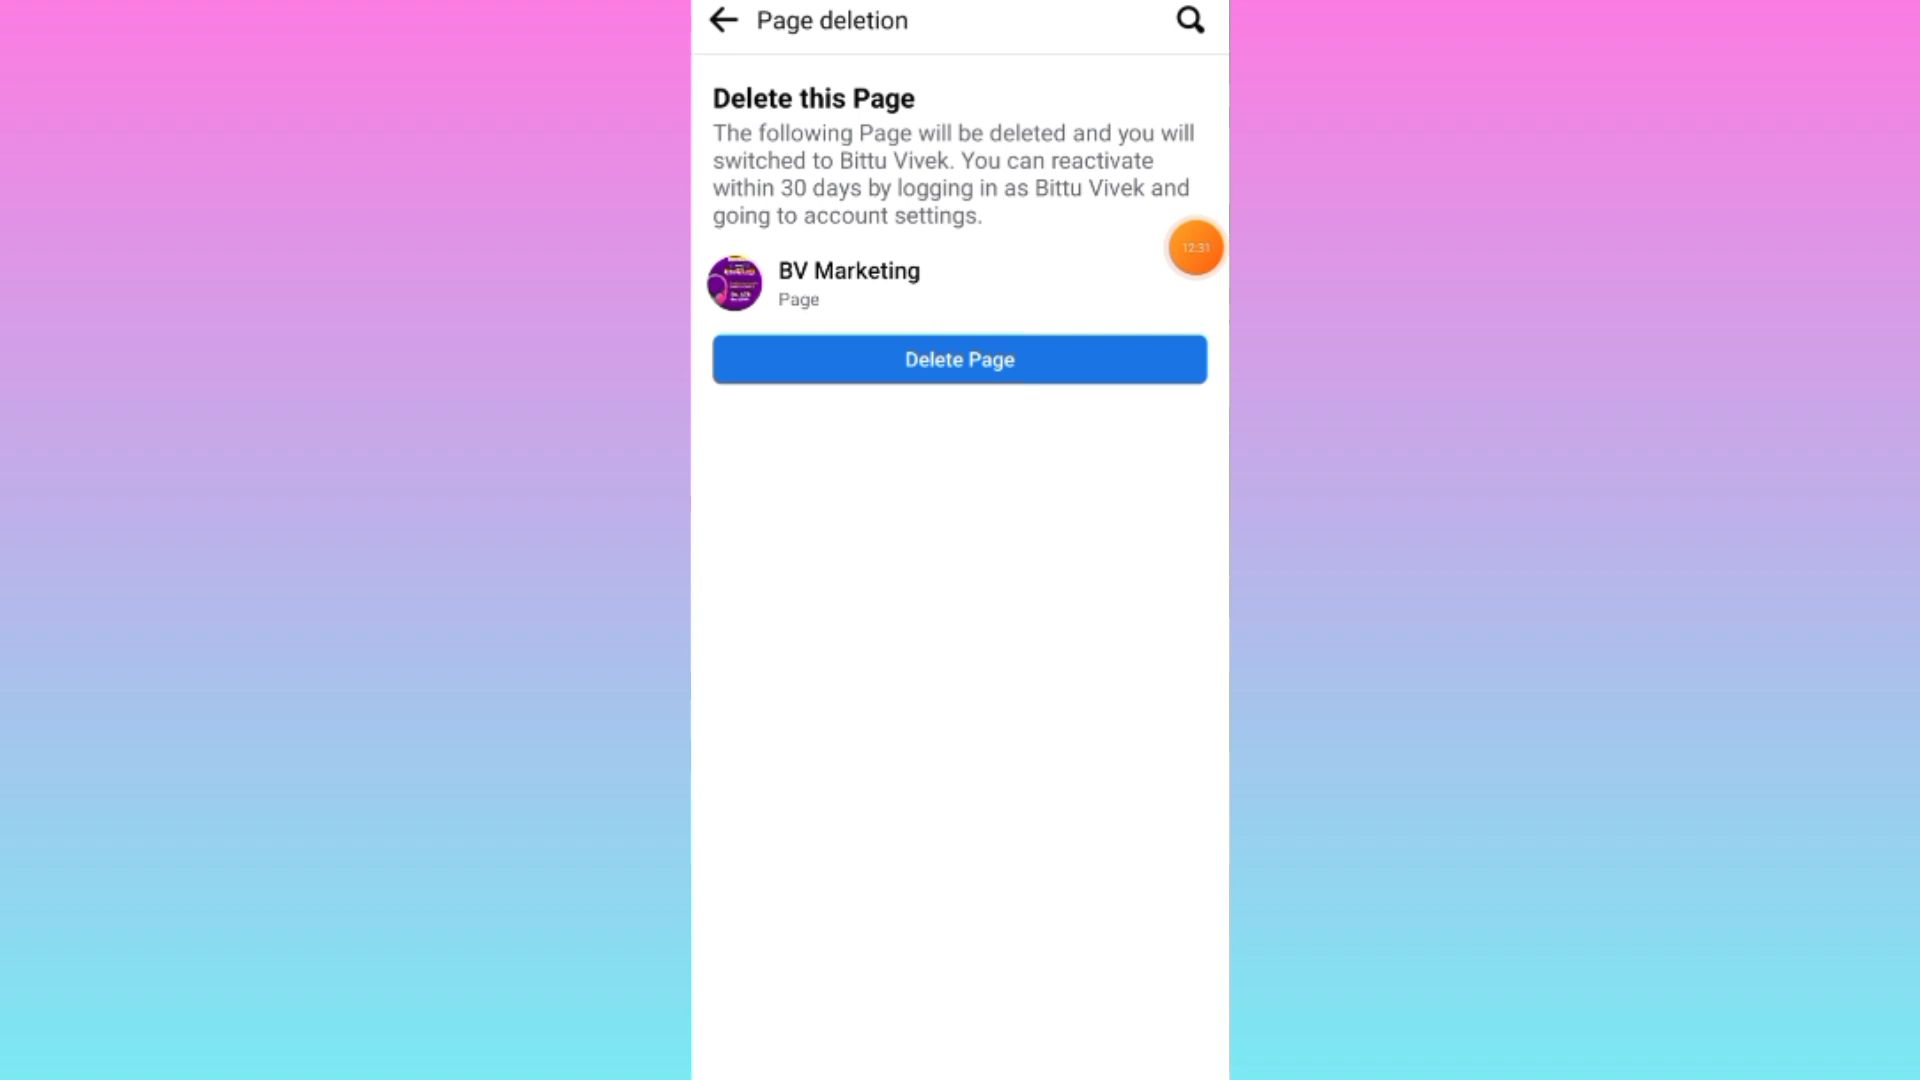 Page deletion
Delete this Page
The following Page will be deleted and you will
switched to Bittu Vivek. You can reactivate
within 30 days by logging in as Bittu Vivek and
going to account settings.
12:31
BV Marketing
Page
Delete Page